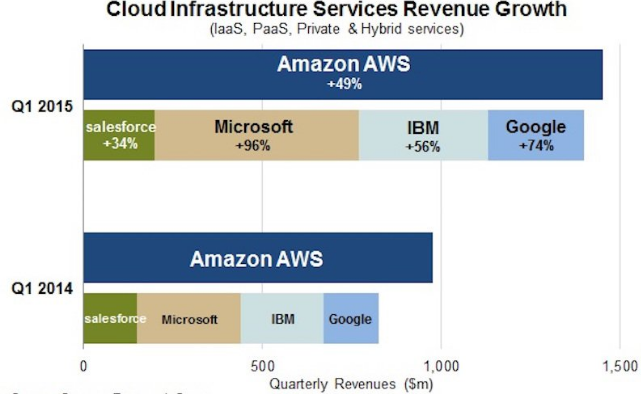 Cloud Infrastructure Services Revenue Growth
(IaaS, PaaS, Private & Hybrid services)
Amazon AWS
+49%
Q1 2015
salesforce Microsoft IBM Google
+34% +96% +56% +74%
Amazon AWS
Q1 2014
salesforce Microsoft IBM Google
0 500 1,000 1,500
Quarterly Revenues ($m)